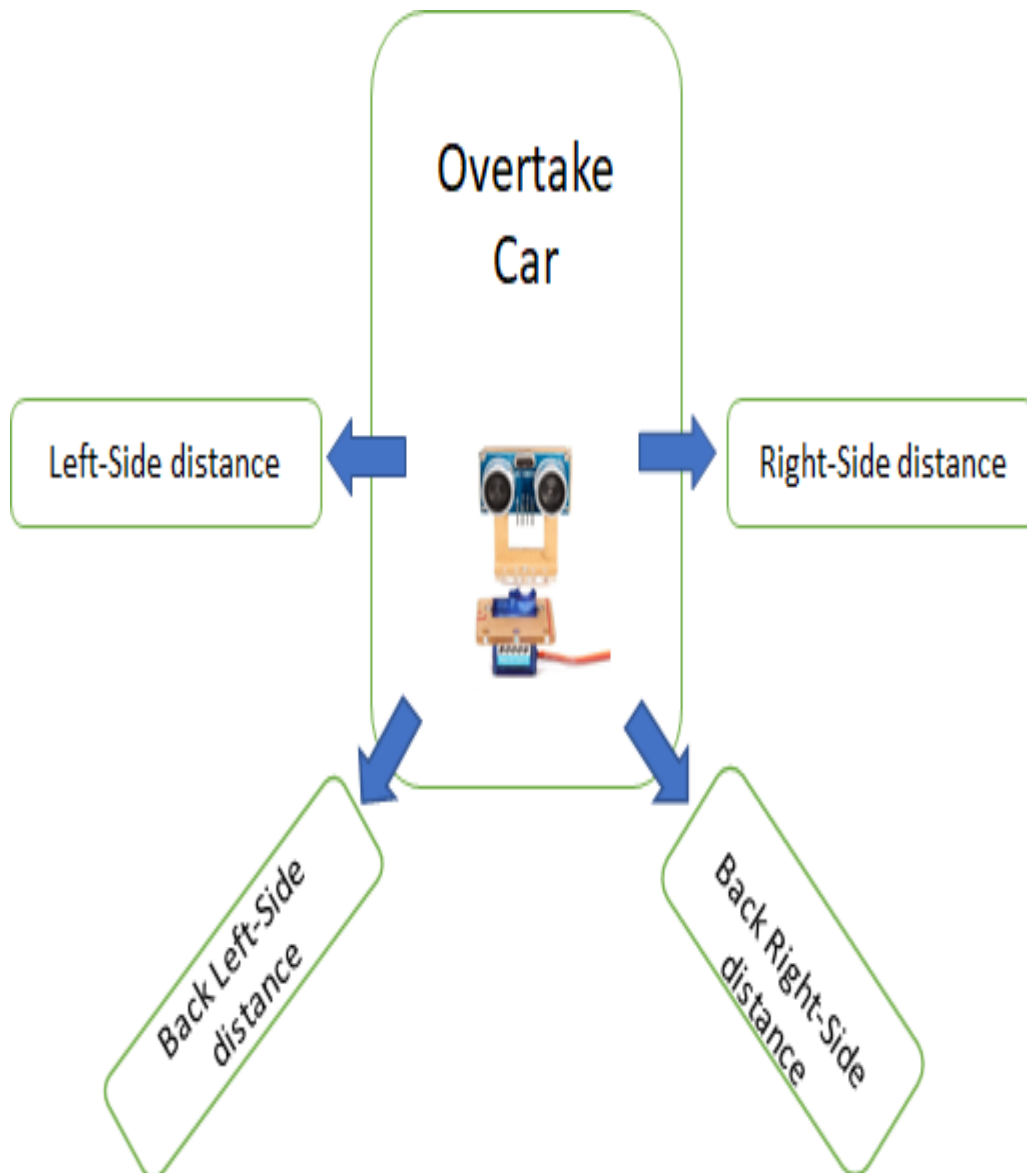 Overtake
Car
Left-Side distance
Right-Side distance
Back Left-Side
distance
Back Right-Side
distance